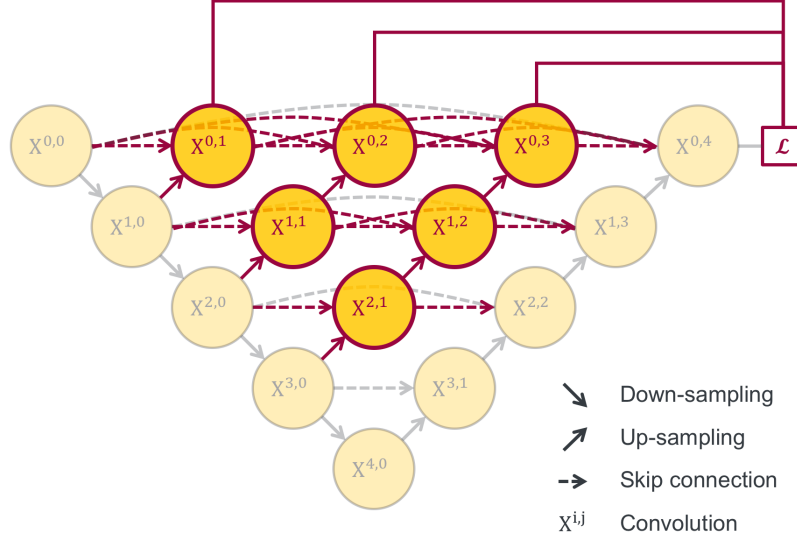 X0,0 X0,1 X0,2 X0,3 X0,4 ℒ
X1,0 X1,1 X1,2 X1,3
X2,0 X2,1 X2,2
X3,0 X3,1
X4,0
Down-sampling
Up-sampling
Skip connection
Xi,j Convolution